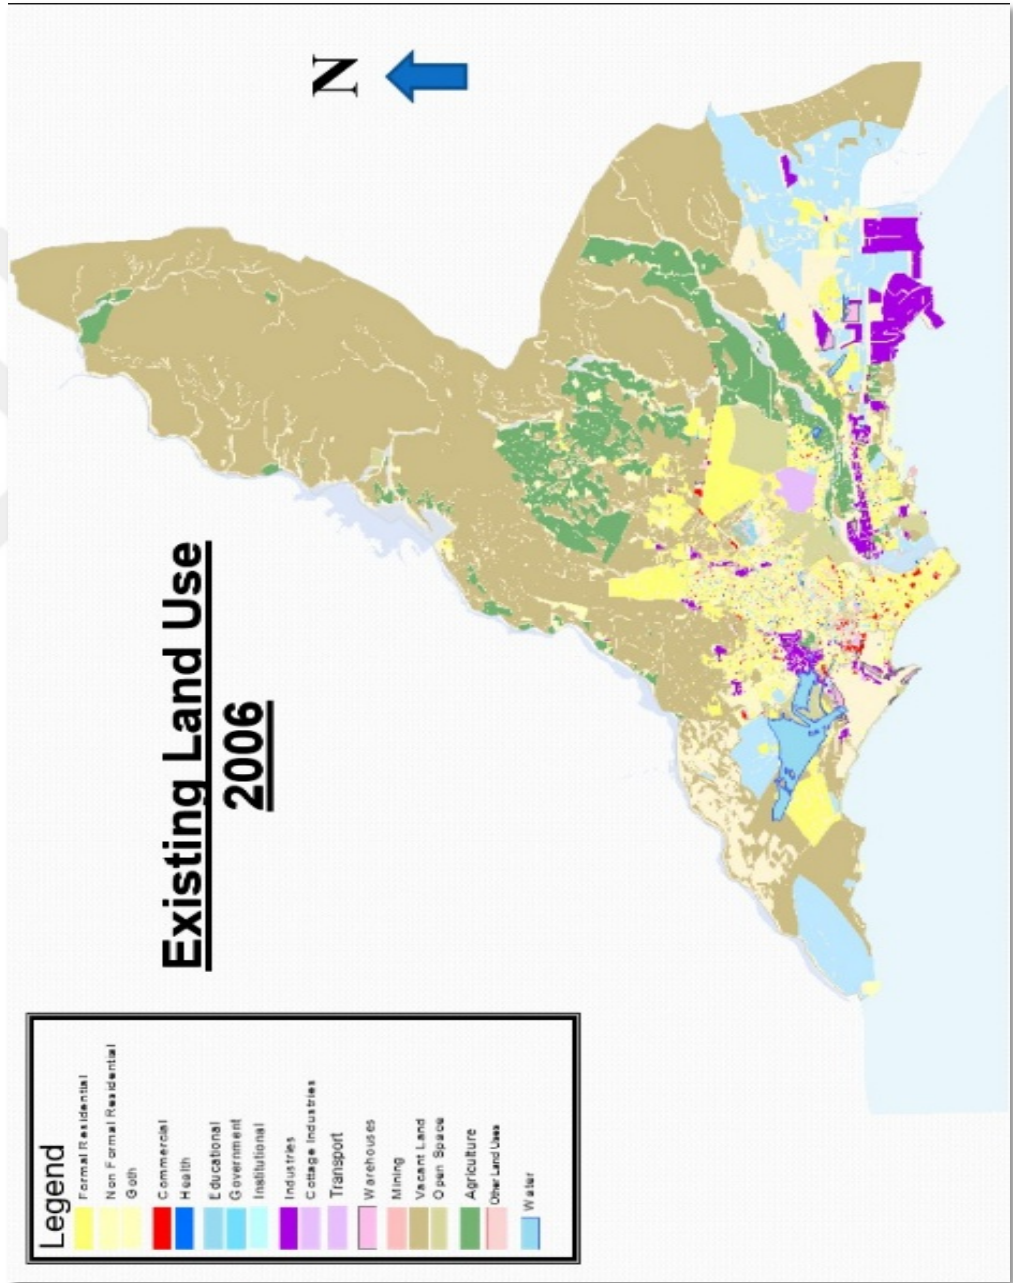 N
Existing Land Use
2006
Legend
Formal Residential
Non Formal Residential
Goth
Commercial
Health
Educational
Government
Institutional
Industries
Cottage Industries
Transport
Warehouses
Mining
Vacant Land
Open Space
Agriculture
Other Land Uses
Water